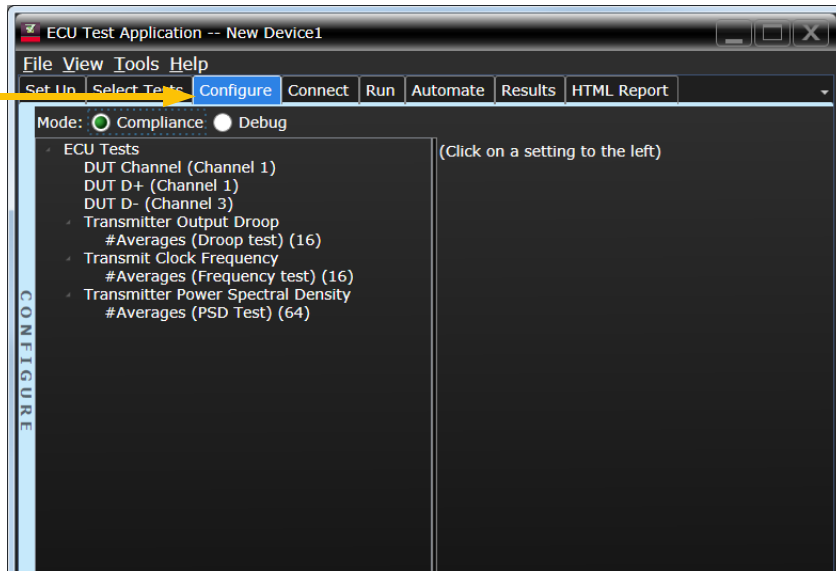 ECU Test Application -- New Device1
File View Tools Help
Set Up Select Tests Configure Connect Run Automate Results HTML Report
Mode: Compliance Debug
ECU Tests
DUT Channel (Channel 1)
DUT D+ (Channel 1)
DUT D- (Channel 3)
Transmitter Output Droop
#Averages (Droop test) (16)
Transmit Clock Frequency
#Averages (Frequency test) (16)
Transmitter Power Spectral Density
#Averages (PSD Test) (64)
(Click on a setting to the left)
CONFIGURE